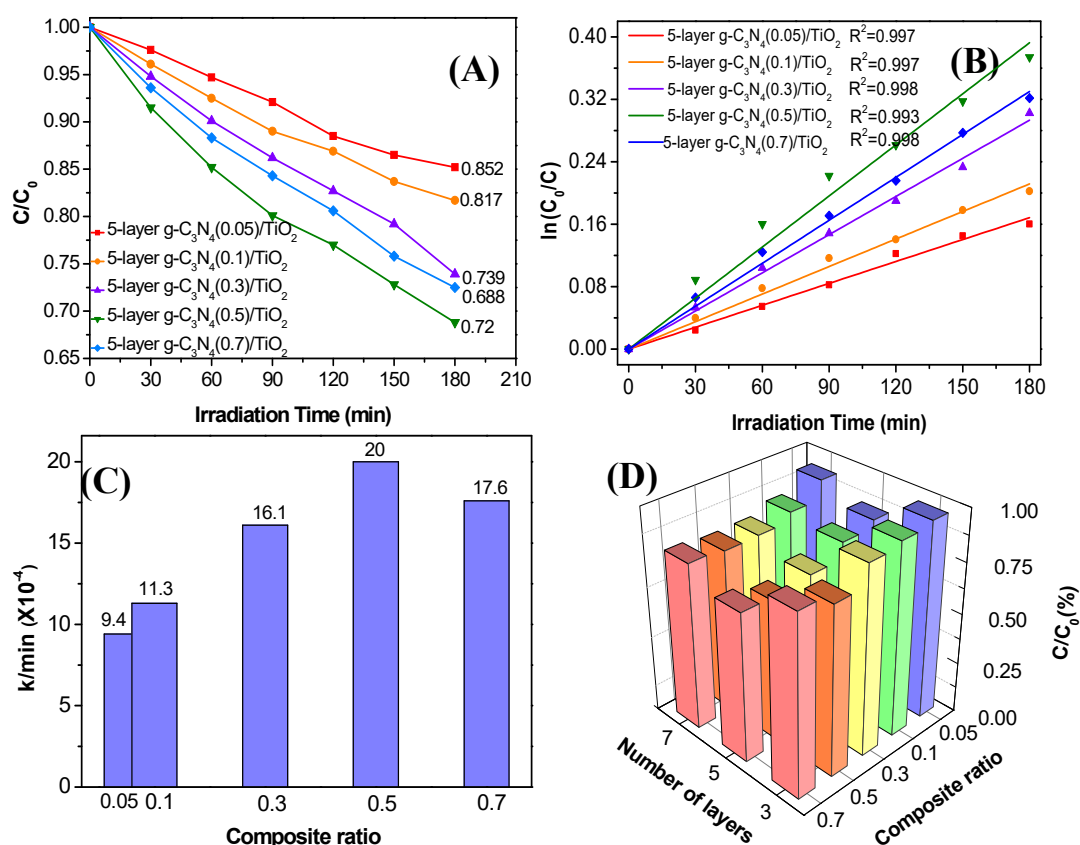 (A)
C/C0
1.00
0.95
0.90
0.85
0.80
0.75
0.70
0.65
0.852
0.817
0.739
0.688
0.72
5-layer g-C3N4(0.05)/TiO2
5-layer g-C3N4(0.1)/TiO2
5-layer g-C3N4(0.3)/TiO2
5-layer g-C3N4(0.5)/TiO2
5-layer g-C3N4(0.7)/TiO2
0 30 60 90 120 150 180 210
Irradiation Time (min)
(B)
ln(C0/C)
0.40
0.32
0.24
0.16
0.08
0.00
5-layer g-C3N4(0.05)/TiO2 R2=0.997
5-layer g-C3N4(0.1)/TiO2 R2=0.997
5-layer g-C3N4(0.3)/TiO2 R2=0.998
5-layer g-C3N4(0.5)/TiO2 R2=0.993
5-layer g-C3N4(0.7)/TiO2 R2=0.998
0 30 60 90 120 150 180
Irradiation Time (min)
(C)
k/min (X10-4)
20
15
10
5
0
9.4
11.3
16.1
20
17.6
0.05 0.1 0.3 0.5 0.7
Composite ratio
(D)
C/C0(%)
1.00
0.75
0.50
0.25
0.00
7 5 3
Number of layers
0.05
0.1
0.3
0.5
0.7
Composite ratio